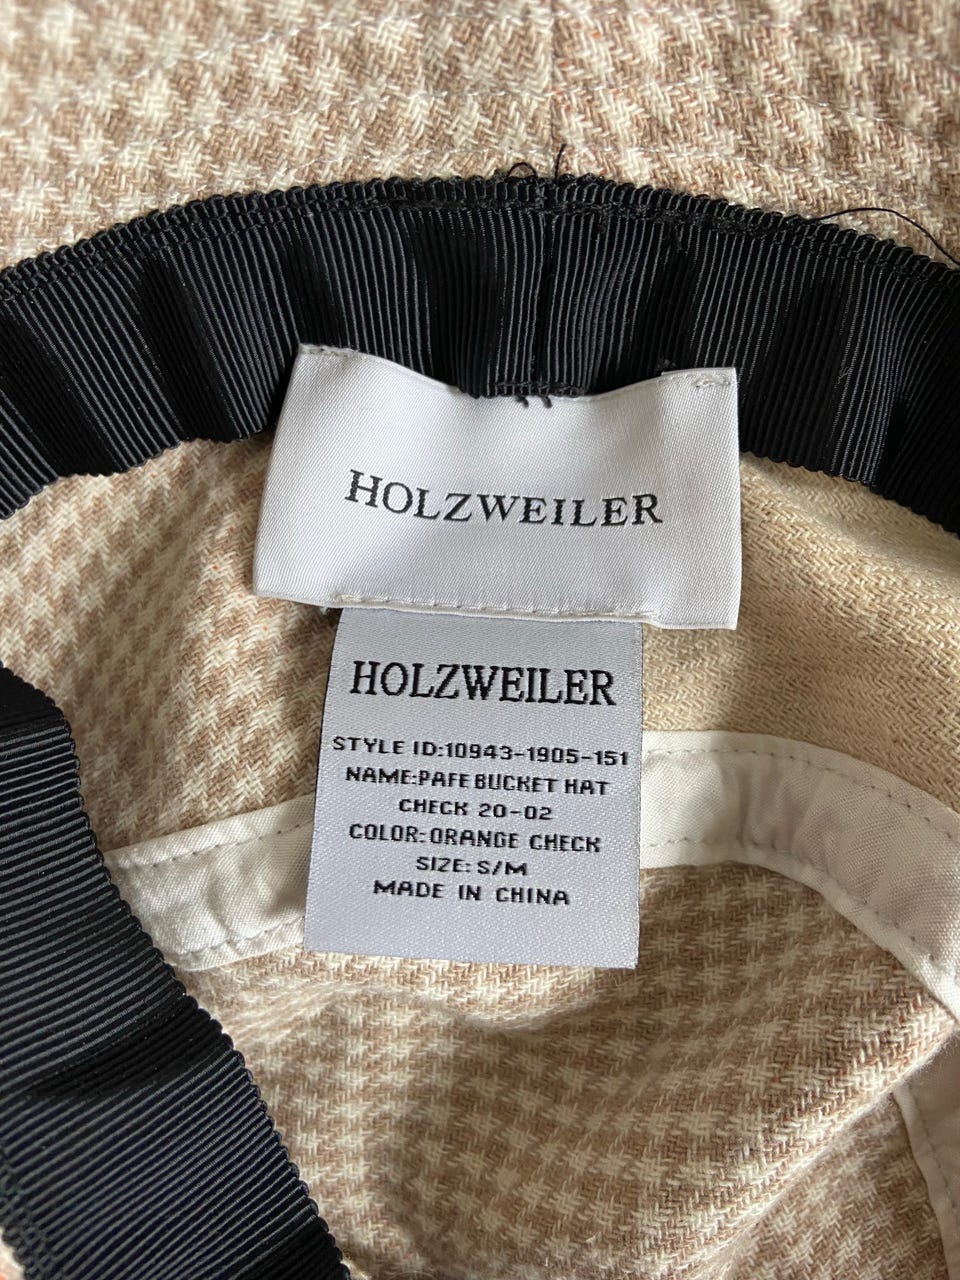 HOLZWEILER
HOLZWEILER
STYLE ID:10943-1905-151
NAME:PAFE BUCKET HAT
CHECK 20-02
COLOR:ORANGE CHECK
SIZE: S/M
MADE IN CHINA